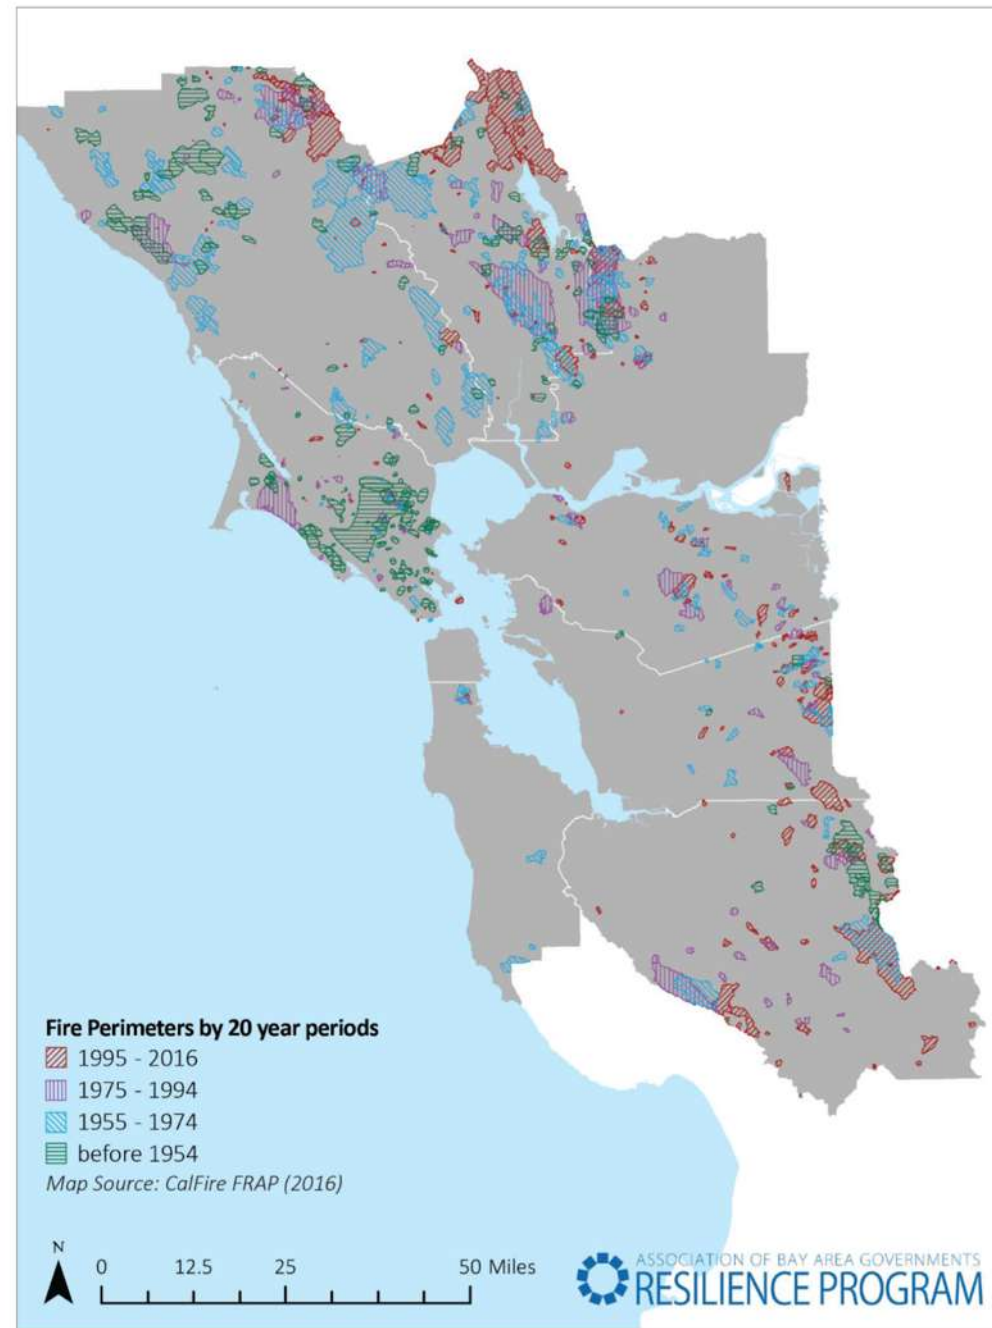 Fire Perimeters by 20 year periods
1995 - 2016
1975 - 1994
1955 - 1974
before 1954
Map Source: CalFire FRAP (2016)
N
0 12.5 25 50 Miles
ASSOCIATION OF BAY AREA GOVERNMENTS
RESILIENCE PROGRAM